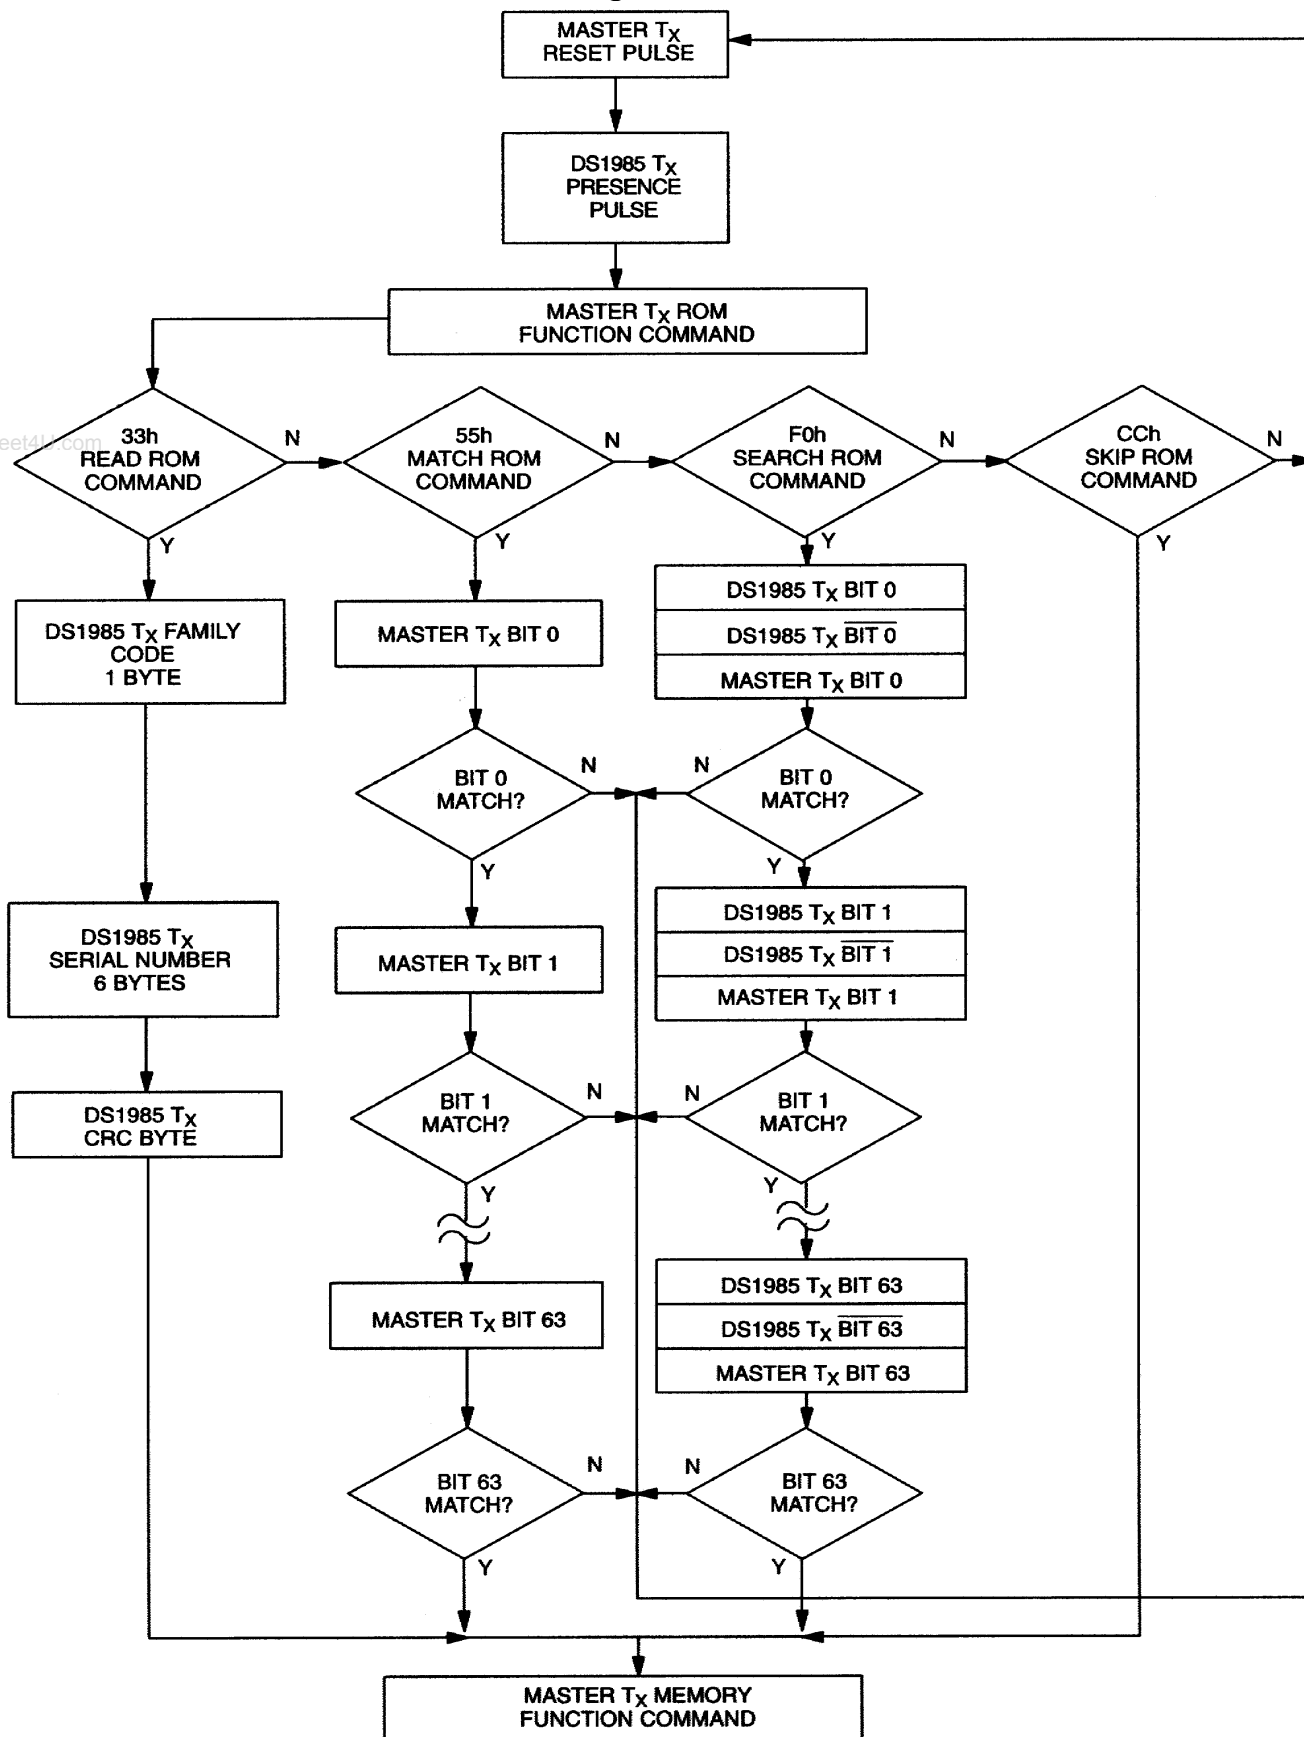 MASTER TX
RESET PULSE
DS1985 TX
PRESENCE
PULSE
MASTER TX ROM
FUNCTION COMMAND
eet4U.com
33h
READ ROM
COMMAND
N
Y
55h
MATCH ROM
COMMAND
N
Y
F0h
SEARCH ROM
COMMAND
N
Y
CCh
SKIP ROM
COMMAND
N
Y
DS1985 TX FAMILY
CODE
1 BYTE
MASTER TX BIT 0
DS1985 TX BIT 0
DS1985 TX B̅I̅T̅ ̅0̅
MASTER TX BIT 0
BIT 0
MATCH?
N
Y
N
BIT 0
MATCH?
Y
DS1985 TX
SERIAL NUMBER
6 BYTES
MASTER TX BIT 1
DS1985 TX BIT 1
DS1985 TX B̅I̅T̅ ̅1̅
MASTER TX BIT 1
DS1985 TX
CRC BYTE
BIT 1
MATCH?
N
Y
N
BIT 1
MATCH?
Y
MASTER TX BIT 63
DS1985 TX BIT 63
DS1985 TX B̅I̅T̅ ̅6̅3̅
MASTER TX BIT 63
BIT 63
MATCH?
N
Y
N
BIT 63
MATCH?
Y
MASTER TX MEMORY
FUNCTION COMMAND